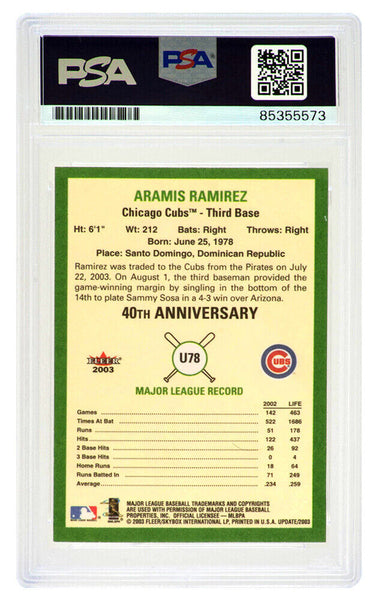 PSA
PSA
85355573
ARAMIS RAMIREZ
Chicago Cubs™ - Third Base
Ht: 6'1" Wt: 212 Bats: Right Throws: Right
Born: June 25, 1978
Place: Santo Domingo, Dominican Republic
Ramirez was traded to the Cubs from the Pirates on July
22, 2003. On August 1, the third baseman provided the
game-winning margin by singling in the bottom of the
14th to plate Sammy Sosa in a 4-3 win over Arizona.
40TH ANNIVERSARY
FLEER
2003
U78
CUBS
MAJOR LEAGUE RECORD
2002 LIFE
Games 142 463
Times At Bat 522 1686
Runs 51 178
Hits 122 437
2 Base Hits 26 92
3 Base Hits 0 4
Home Runs 18 64
Runs Batted In 71 249
Average .234 .259
MAJOR LEAGUE BASEBALL TRADEMARKS AND COPYRIGHTS
ARE USED WITH PERMISSION OF MAJOR LEAGUE BASEBALL
PROPERTIES, INC. OFFICIAL LICENSEE - MLBPA
© 2003 FLEER/SKYBOX INTERNATIONAL LP, PRINTED IN U.S.A. UPDATE/2003